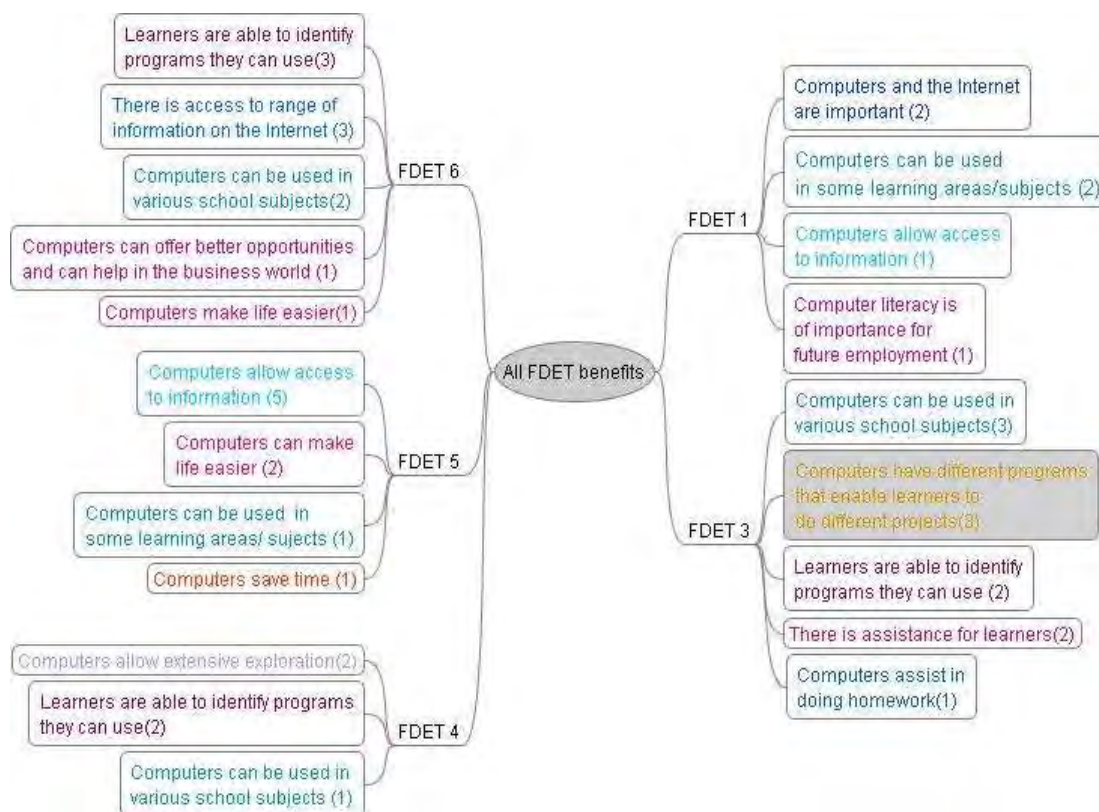 Learners are able to identify
programs they can use(3)
There is access to range of
information on the Internet (3)
Computers can be used in
various school subjects(2)
Computers can offer better opportunities
and can help in the business world (1)
Computers make life easier(1)
FDET 6
Computers allow access
to information (5)
Computers can make
life easier (2)
Computers can be used in
some learning areas/ sujects (1)
Computers save time (1)
FDET 5
Computers allow extensive exploration(2)
Learners are able to identify programs
they can use(2)
Computers can be used in
various school subjects (1)
FDET 4
All FDET benefits
FDET 1
Computers and the Internet
are important (2)
Computers can be used
in some learning areas/subjects (2)
Computers allow access
to information (1)
Computer literacy is
of importance for
future employment (1)
FDET 3
Computers can be used in
various school subjects(3)
Computers have different programs
that enable learners to
do different projects(3)
Learners are able to identify
programs they can use (2)
There is assistance for learners(2)
Computers assist in
doing homework(1)